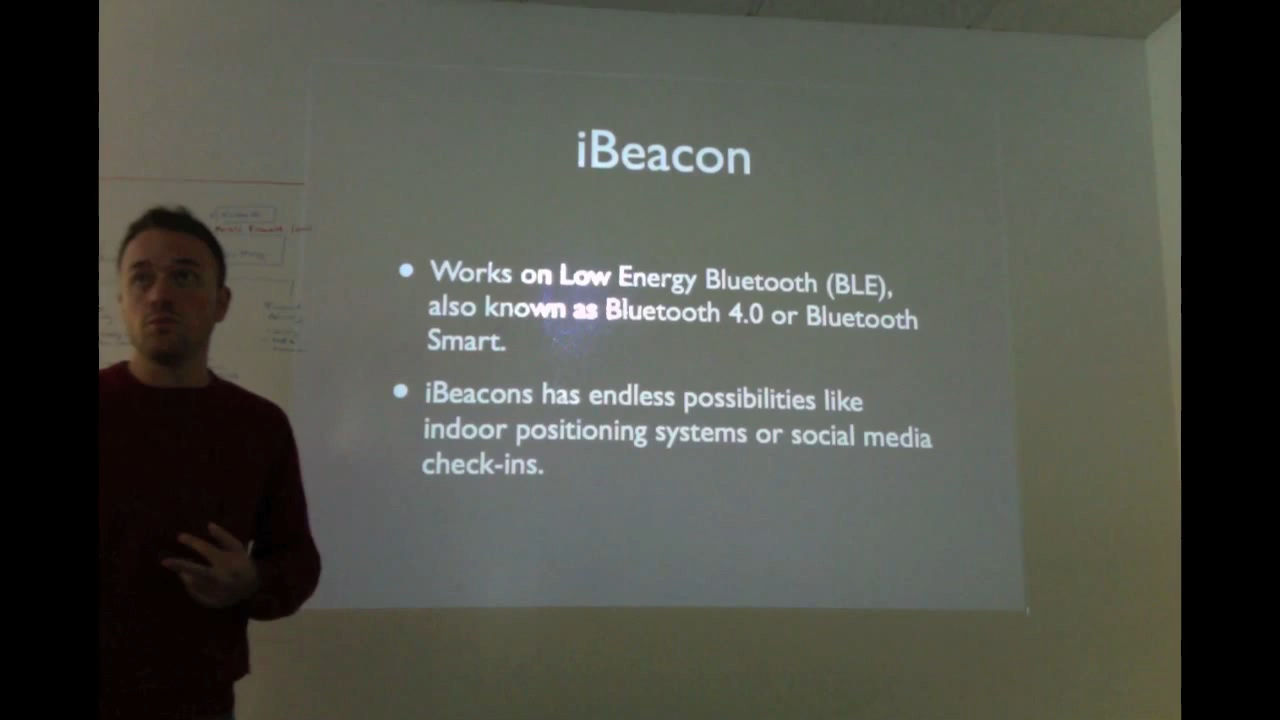 iBeacon
• Works on Low Energy Bluetooth (BLE),
also known as Bluetooth 4.0 or Bluetooth
Smart.
• iBeacons has endless possibilities like
indoor positioning systems or social media
check-ins.